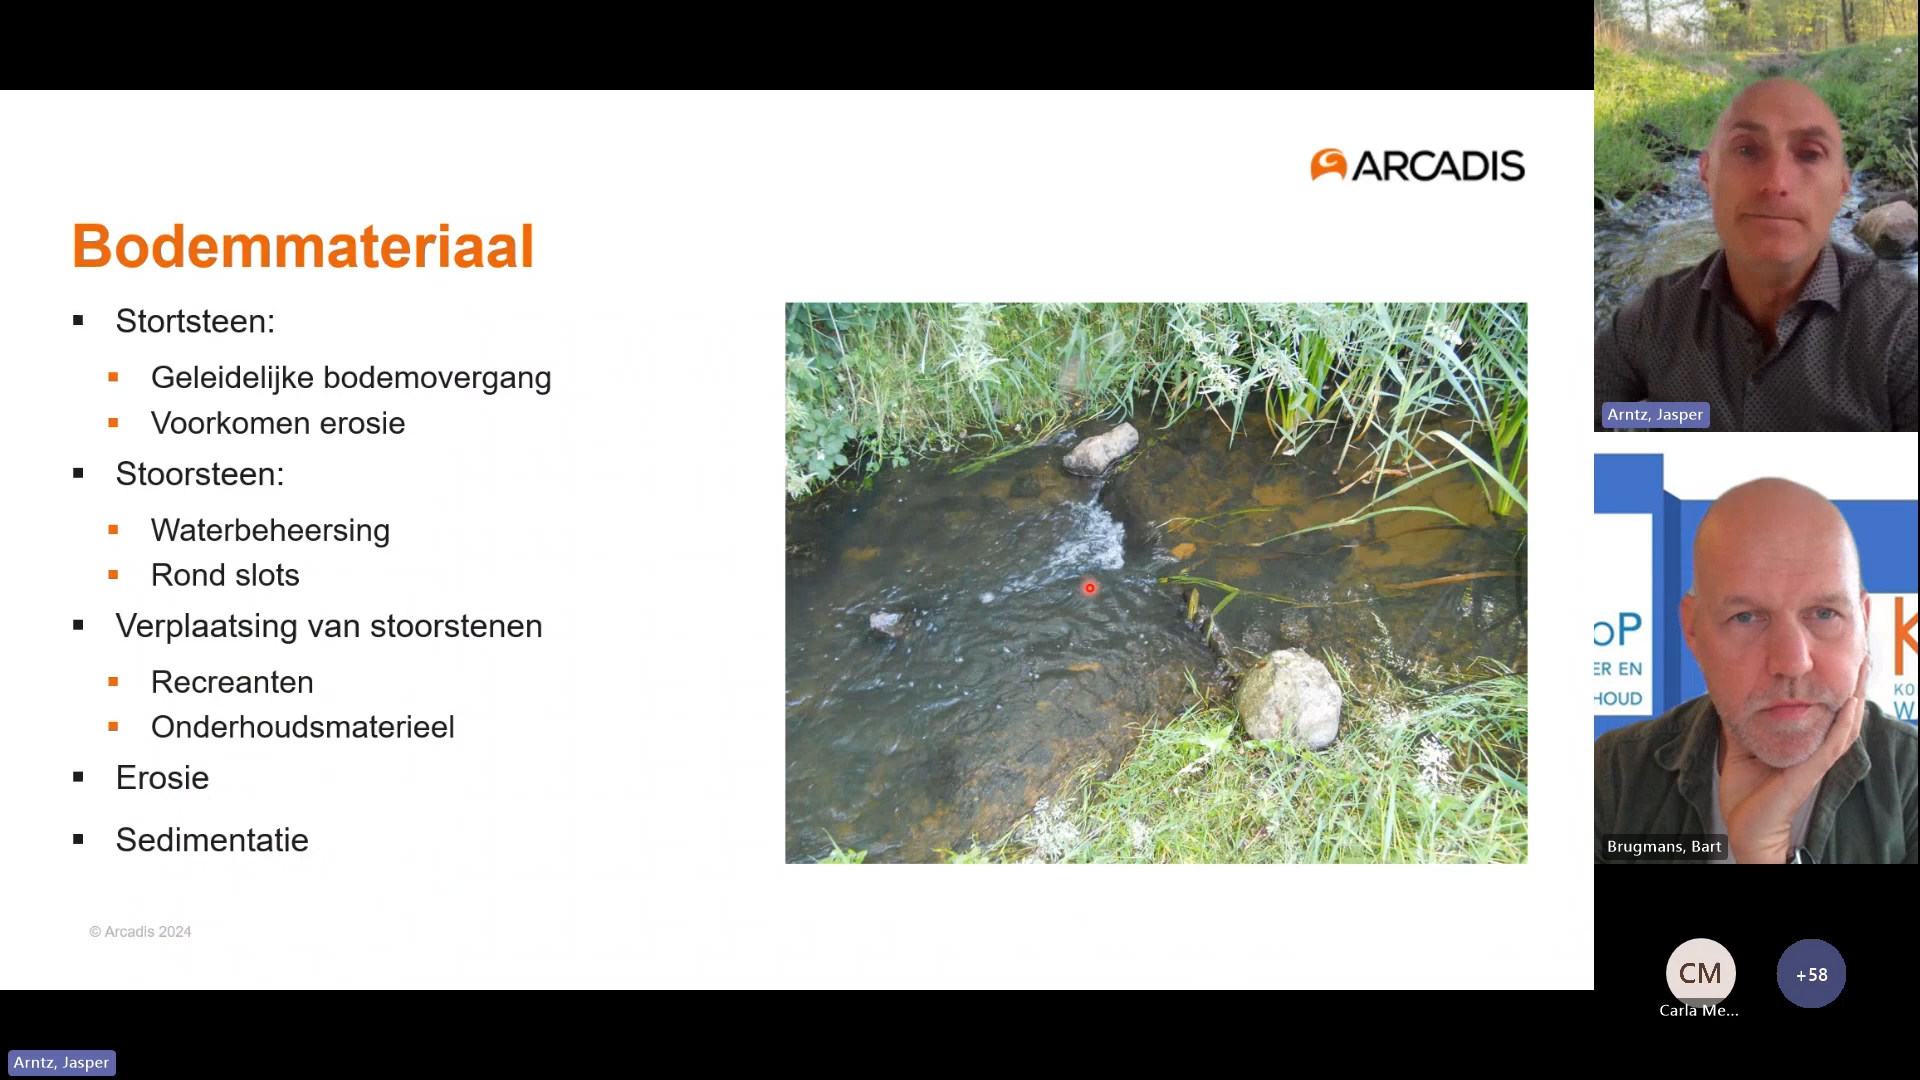 ARCADIS
Bodemmateriaal
Stortsteen:
Geleidelijke bodemovergang
Voorkomen erosie
Stoorsteen:
Waterbeheersing
Rond slots
Verplaatsing van stoorstenen
Recreanten
Onderhoudsmaterieel
Erosie
Sedimentatie
© Arcadis 2024
Arntz, Jasper
oP
ER EN
HOUD
K
KO
W
Brugmans, Bart
CM
+58
Carla Me...
Arntz, Jasper